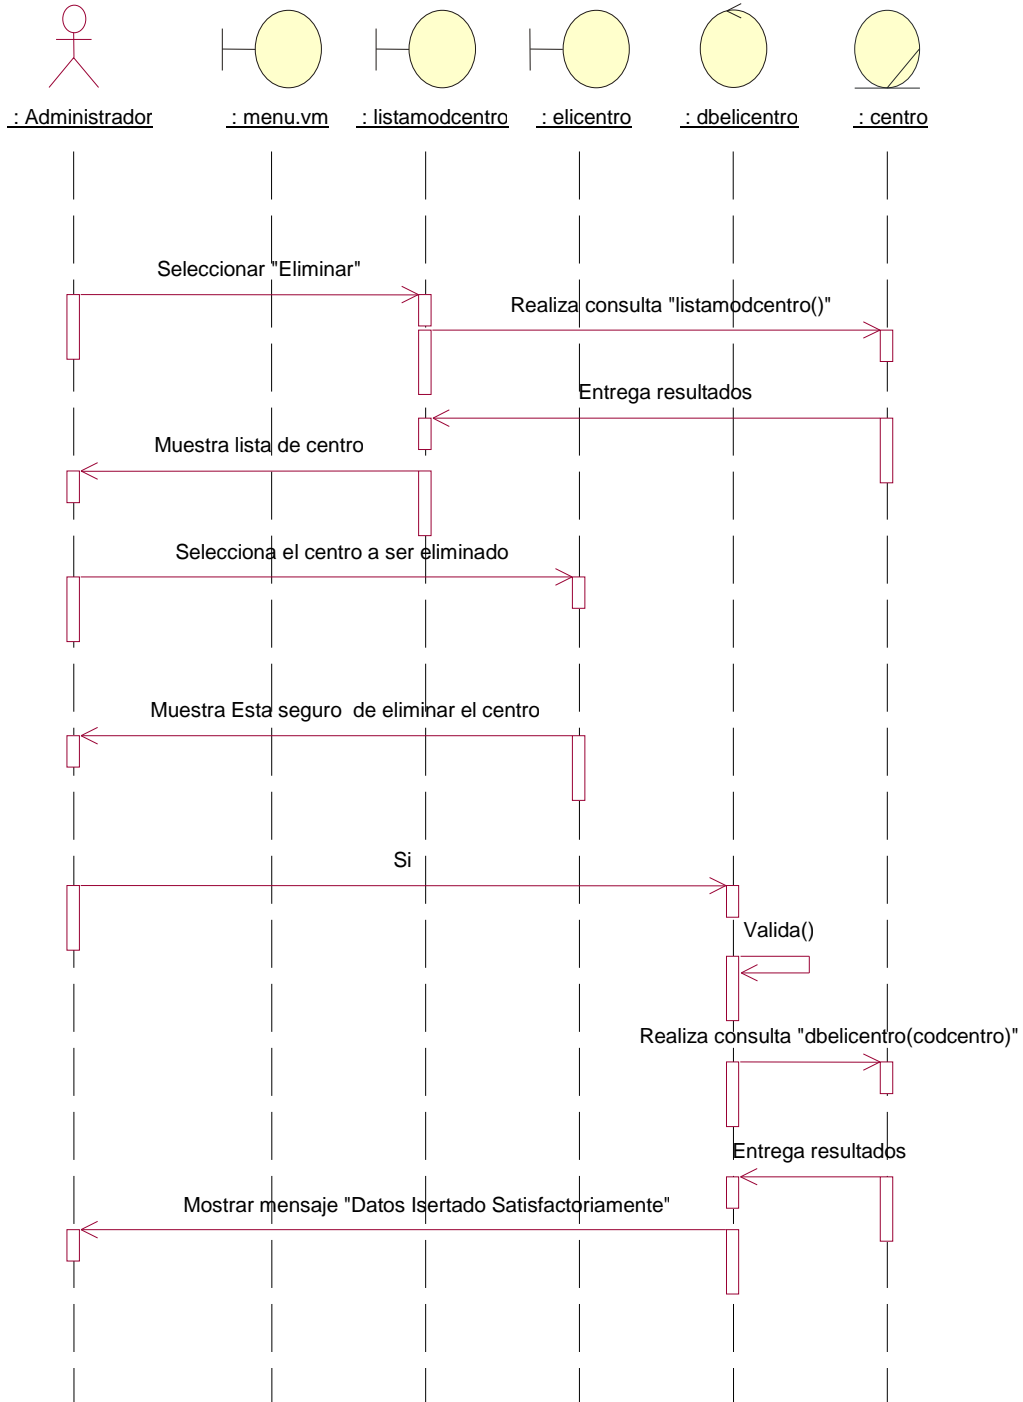 : Administrador
: menu.vm
: listamodcentro
: elicentro
: dbelicentro
: centro
Seleccionar "Eliminar"
Realiza consulta "listamodcentro()"
Entrega resultados
Muestra lista de centro
Selecciona el centro a ser eliminado
Muestra Esta seguro  de eliminar el centro
Si
Valida()
Realiza consulta "dbelicentro(codcentro)"
Entrega resultados
Mostrar mensaje "Datos Isertado Satisfactoriamente"